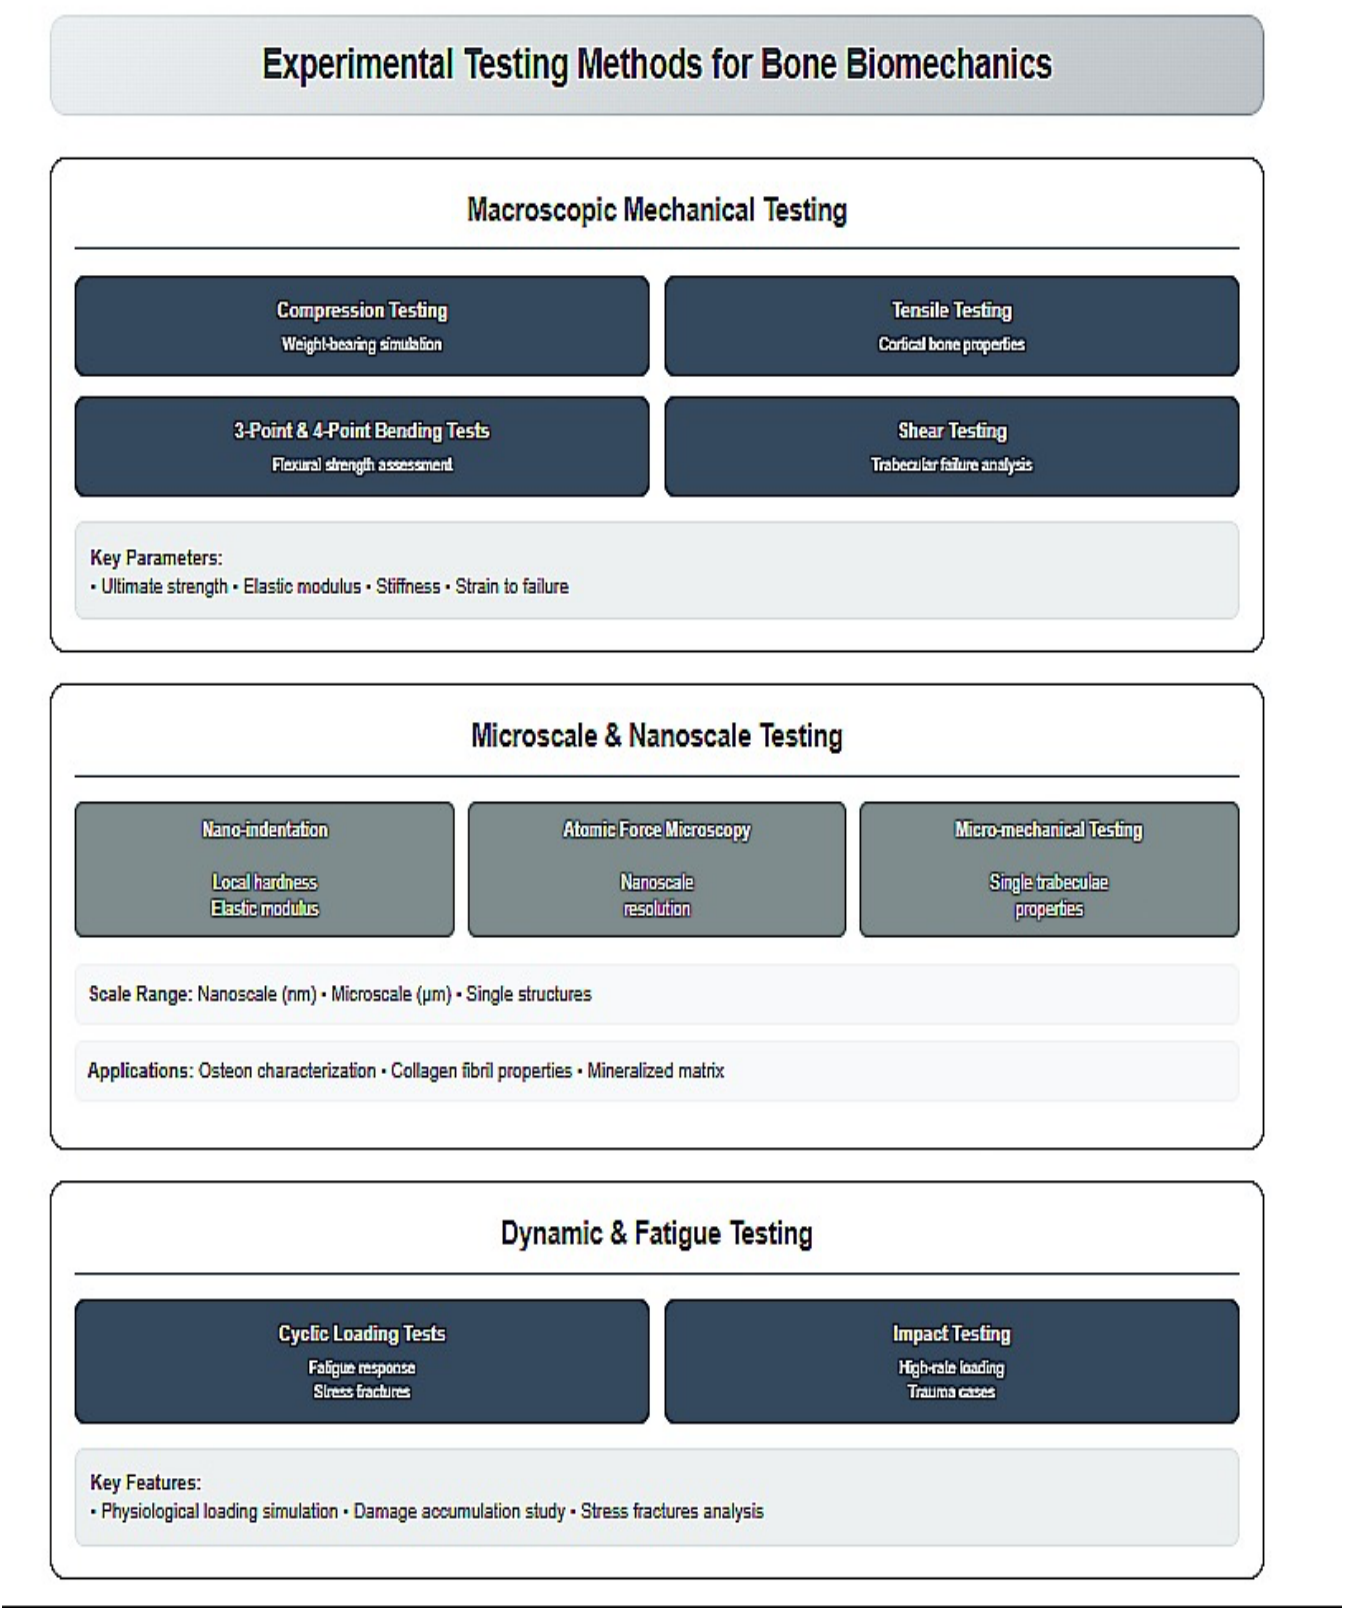 Experimental Testing Methods for Bone Biomechanics
Macroscopic Mechanical Testing
Compression Testing
Weight-bearing simulation
Tensile Testing
Cortical bone properties
3-Point & 4-Point Bending Tests
Flexural strength assessment
Shear Testing
Trabecular failure analysis
Key Parameters:
• Ultimate strength • Elastic modulus • Stiffness • Strain to failure
Microscale & Nanoscale Testing
Nano-indentation
Local hardness
Elastic modulus
Atomic Force Microscopy
Nanoscale
resolution
Micro-mechanical Testing
Single trabeculae
properties
Scale Range: Nanoscale (nm) • Microscale (μm) • Single structures
Applications: Osteon characterization • Collagen fibril properties • Mineralized matrix
Dynamic & Fatigue Testing
Cyclic Loading Tests
Fatigue response
Stress fractures
Impact Testing
High-rate loading
Trauma cases
Key Features:
• Physiological loading simulation • Damage accumulation study • Stress fractures analysis